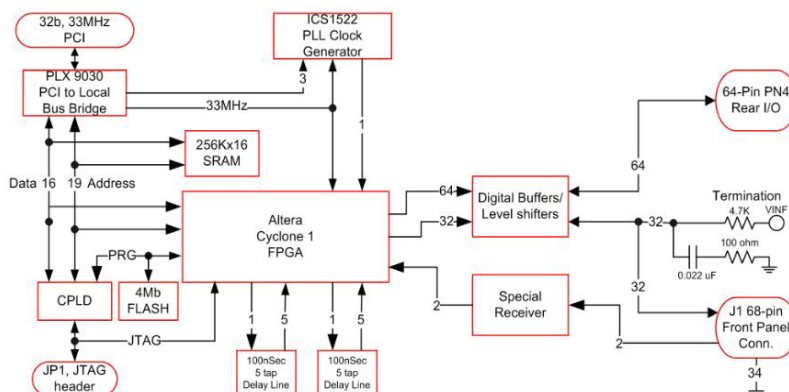 32b, 33MHz
PCI
ICS1522
PLL Clock
Generator
PLX 9030
PCI to Local
Bus Bridge
3
33MHz
1
64-Pin PN4
Rear I/O
256Kx16
SRAM
64
Data 16
19 Address
Altera
Cyclone 1
FPGA
64
32
Digital Buffers/
Level shifters
32
Termination
4.7K
VINF
100 ohm
0.022 uF
PRG
CPLD
4Mb
FLASH
2
Special
Receiver
32
2
J1 68-pin
Front Panel
Conn.
34
1
5
1
5
JTAG
JP1, JTAG
header
100nSec
5 tap
Delay Line
100nSec
5 tap
Delay Line